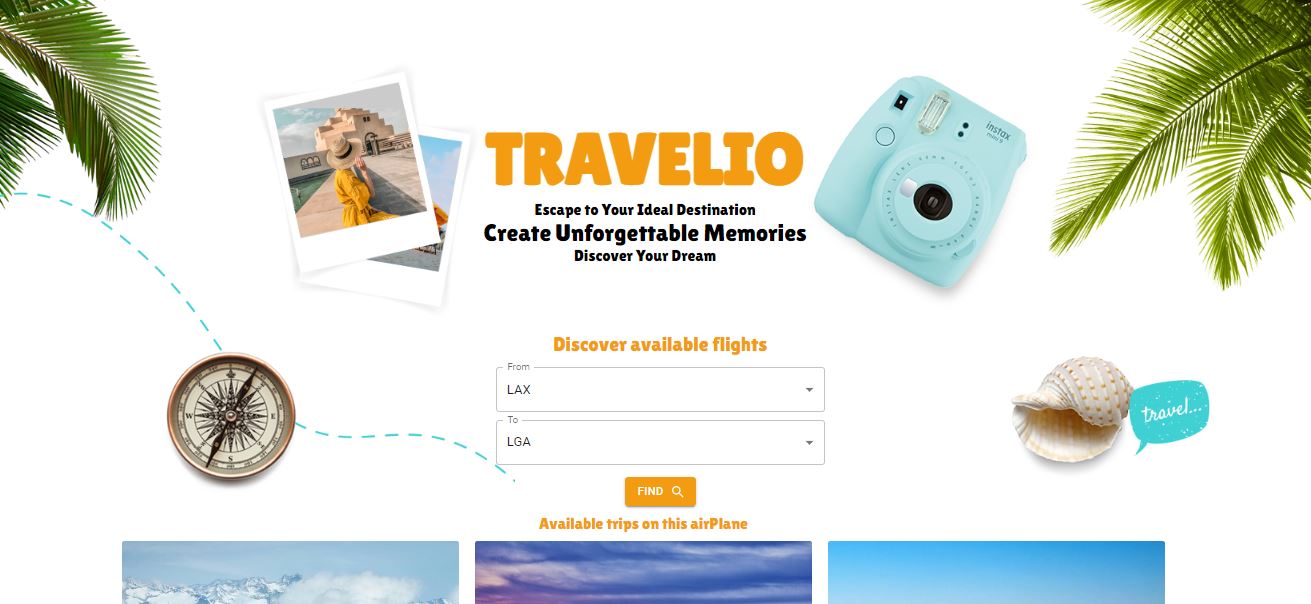 TRAVELIO
Escape to Your Ideal Destination
Create Unforgettable Memories
Discover Your Dream
instax
mini 9
Discover available flights
From
LAX
To
LGA
FIND
travel...
W
E
S
Available trips on this airPlane